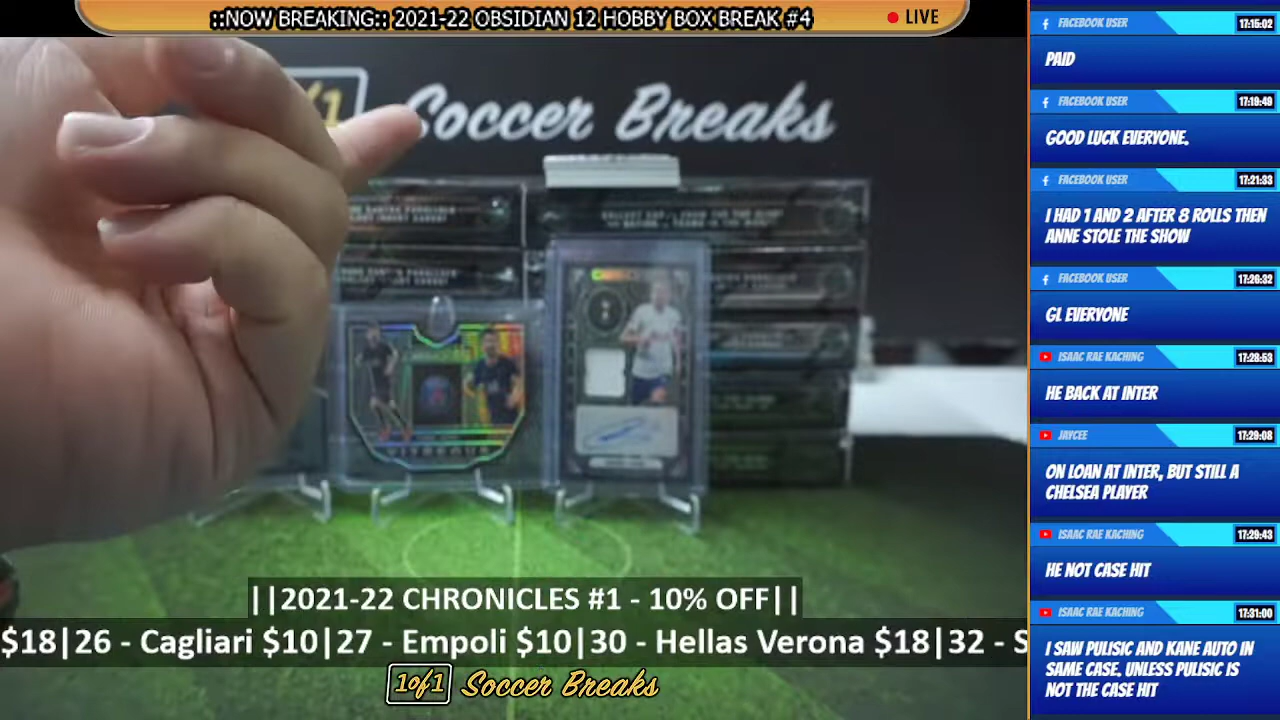 ::NOW BREAKING:: 2021-22 OBSIDIAN 12 HOBBY BOX BREAK #4
LIVE
Soccer Breaks
||2021-22 CHRONICLES #1 - 10% OFF||
$18|26 - Cagliari $10|27 - Empoli $10|30 - Hellas Verona $18|32 - S
1of1 Soccer Breaks
FACEBOOK USER 17:15:02
PAID
FACEBOOK USER 17:19:49
GOOD LUCK EVERYONE.
FACEBOOK USER 17:21:33
I HAD 1 AND 2 AFTER 8 ROLLS THEN
ANNE STOLE THE SHOW
FACEBOOK USER 17:26:32
GL EVERYONE
ISAAC RAE KACHING 17:28:53
HE BACK AT INTER
JAYCEE 17:29:08
ON LOAN AT INTER, BUT STILL A
CHELSEA PLAYER
ISAAC RAE KACHING 17:29:43
HE NOT CASE HIT
ISAAC RAE KACHING 17:31:00
I SAW PULISIC AND KANE AUTO IN
SAME CASE. UNLESS PULISIC IS
NOT THE CASE HIT